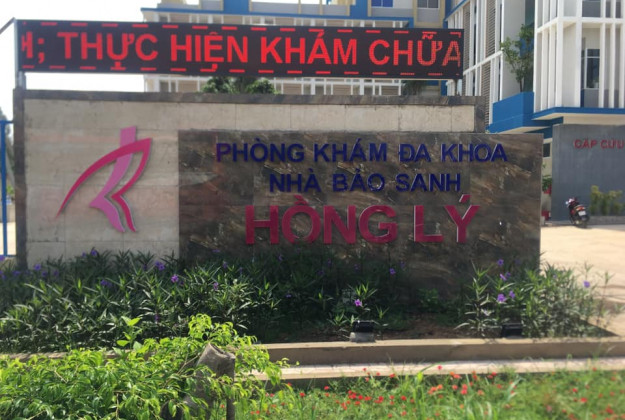 ; THỰC HIỆN KHÁM CHỮA
PHÒNG KHÁM ĐA KHOA
NHÀ BẢO SANH
HỒNG LÝ
CẤP CỨU